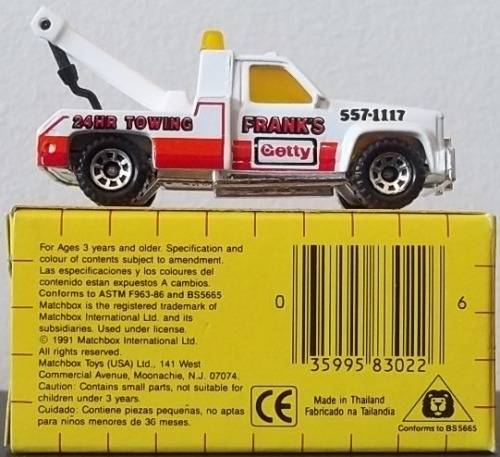 24HR TOWING FRANK'S 557-1117
Getty
For Ages 3 years and older. Specification and
colour of contents subject to amendment.
Las especificaciones y los coloures del
contenido estan expuestos A cambios.
Conforms to ASTM F963-86 and BS5665
Matchbox is the registered trademark of
Matchbox International Ltd. and its
subsidiaries. Used under license.
© 1991 Matchbox International Ltd.
All rights reserved.
Matchbox Toys (USA) Ltd., 141 West
Commercial Avenue, Moonachie, N.J. 07074.
Caution: Contains small parts, not suitable for
children under 3 years.
Cuidado: Contiene piezas pequeñas, no aptas
para niños menores de 36 meses.
0 35995 83022 6
CE
Made in Thailand
Fabricado na Tailandia
Conforms to BS5665